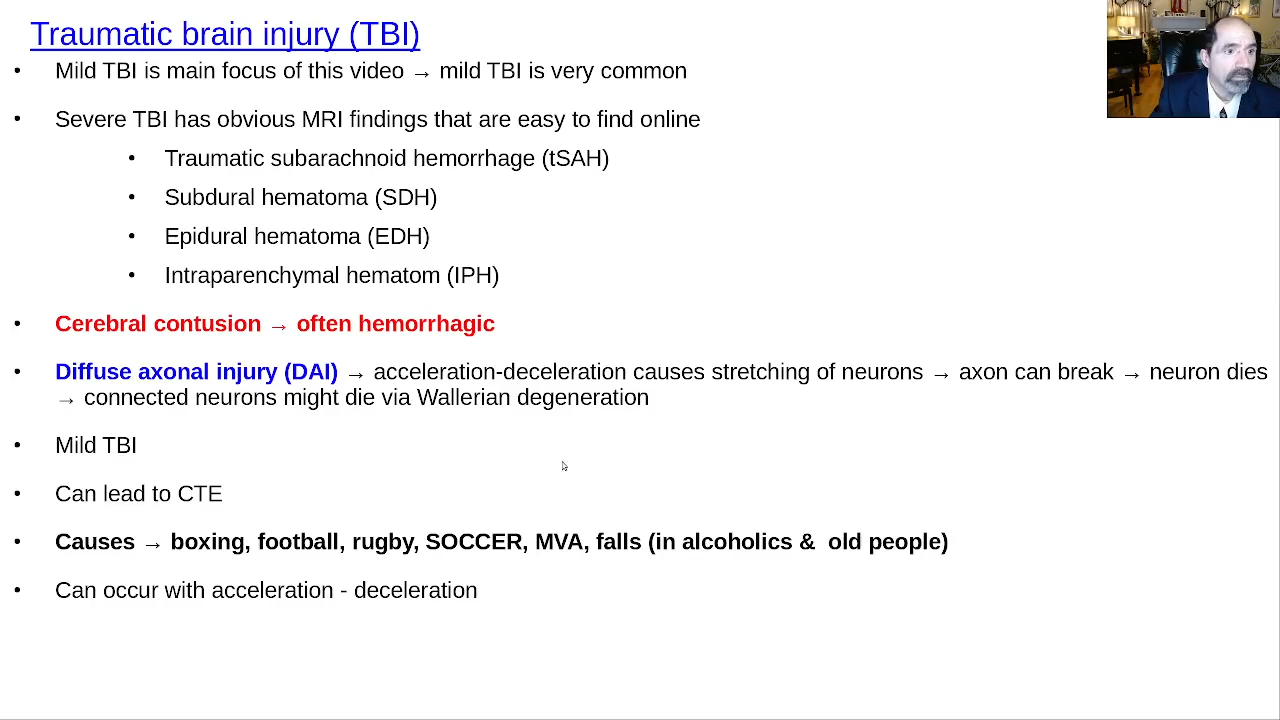 Traumatic brain injury (TBI)
• Mild TBI is main focus of this video → mild TBI is very common
• Severe TBI has obvious MRI findings that are easy to find online
• Traumatic subarachnoid hemorrhage (tSAH)
• Subdural hematoma (SDH)
• Epidural hematoma (EDH)
• Intraparenchymal hematom (IPH)
• Cerebral contusion → often hemorrhagic
• Diffuse axonal injury (DAI) → acceleration-deceleration causes stretching of neurons → axon can break → neuron dies
→ connected neurons might die via Wallerian degeneration
• Mild TBI
• Can lead to CTE
• Causes → boxing, football, rugby, SOCCER, MVA, falls (in alcoholics &  old people)
• Can occur with acceleration - deceleration